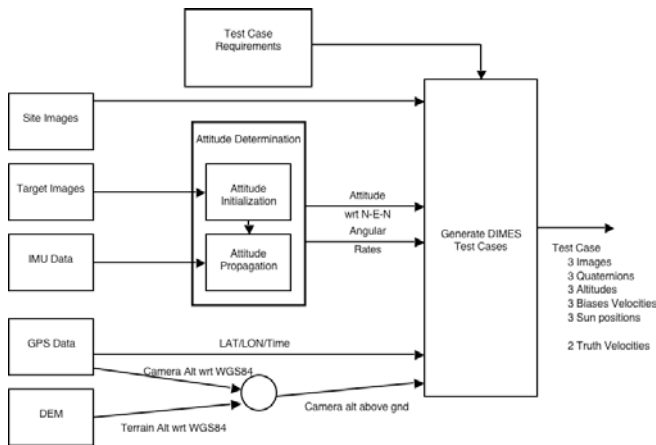 Test Case
Requirements
Site Images
Attitude Determination
Target Images
Attitude
Initialization
Attitude
wrt N-E-N
Angular
Rates
Generate DIMES
Test Cases
IMU Data
Attitude
Propagation
Test Case
3 Images
3 Quaternions
3 Altitudes
3 Biases Velocities
3 Sun positions
2 Truth Velocities
GPS Data
LAT/LON/Time
Camera Alt wrt WGS84
DEM
Camera alt above gnd
Terrain Alt wrt WGS84